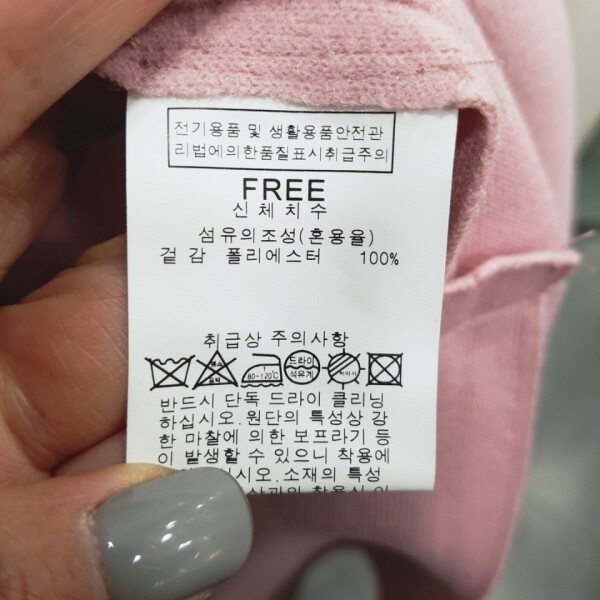 전기용품 및 생활용품안전관
리법에의한품질표시취급주의
FREE
신체치수
섬유의조성(혼용율)
겉감 폴리에스터 100%
취급상 주의사항
80~120℃
드라이
석유계
반드시 단독 드라이 클리닝
하십시오.원단의 특성상 강
한 마찰에 의한 보프라기 등
이 발생할 수 있으니 착용에
시오.소재의 특성